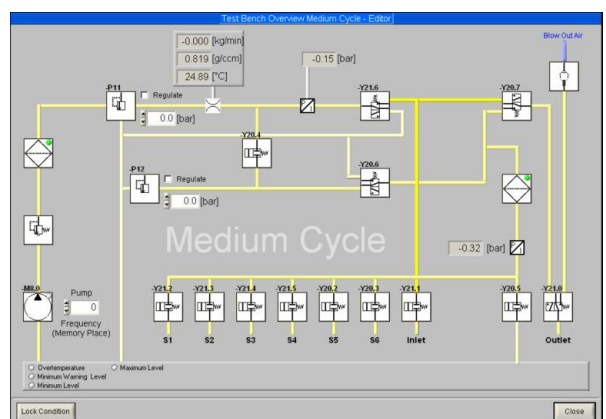 Test Bench Overview Medium Cycle - Editor
Blow Out Air
-0.000 [kg/min]
0.819 [g/ccm]
24.89 [°C]
-0.15 [bar]
-P11
Regulate
0.0 [bar]
-Y21.6
-Y20.7
-Y20.4
-P12
Regulate
0.0 [bar]
-Y20.6
Medium Cycle
-0.32 [bar]
-M8.0
Pump
0
Frequency
(Memory Place)
-Y21.2
-Y21.3
-Y21.4
-Y21.5
-Y20.2
-Y20.3
-Y21.1
-Y20.5
-Y21.0
S1
S2
S3
S4
S5
S6
Inlet
Outlet
Overtemperature
Maximum Level
Minimum Warning Level
Minimum Level
Lock Condition
Close